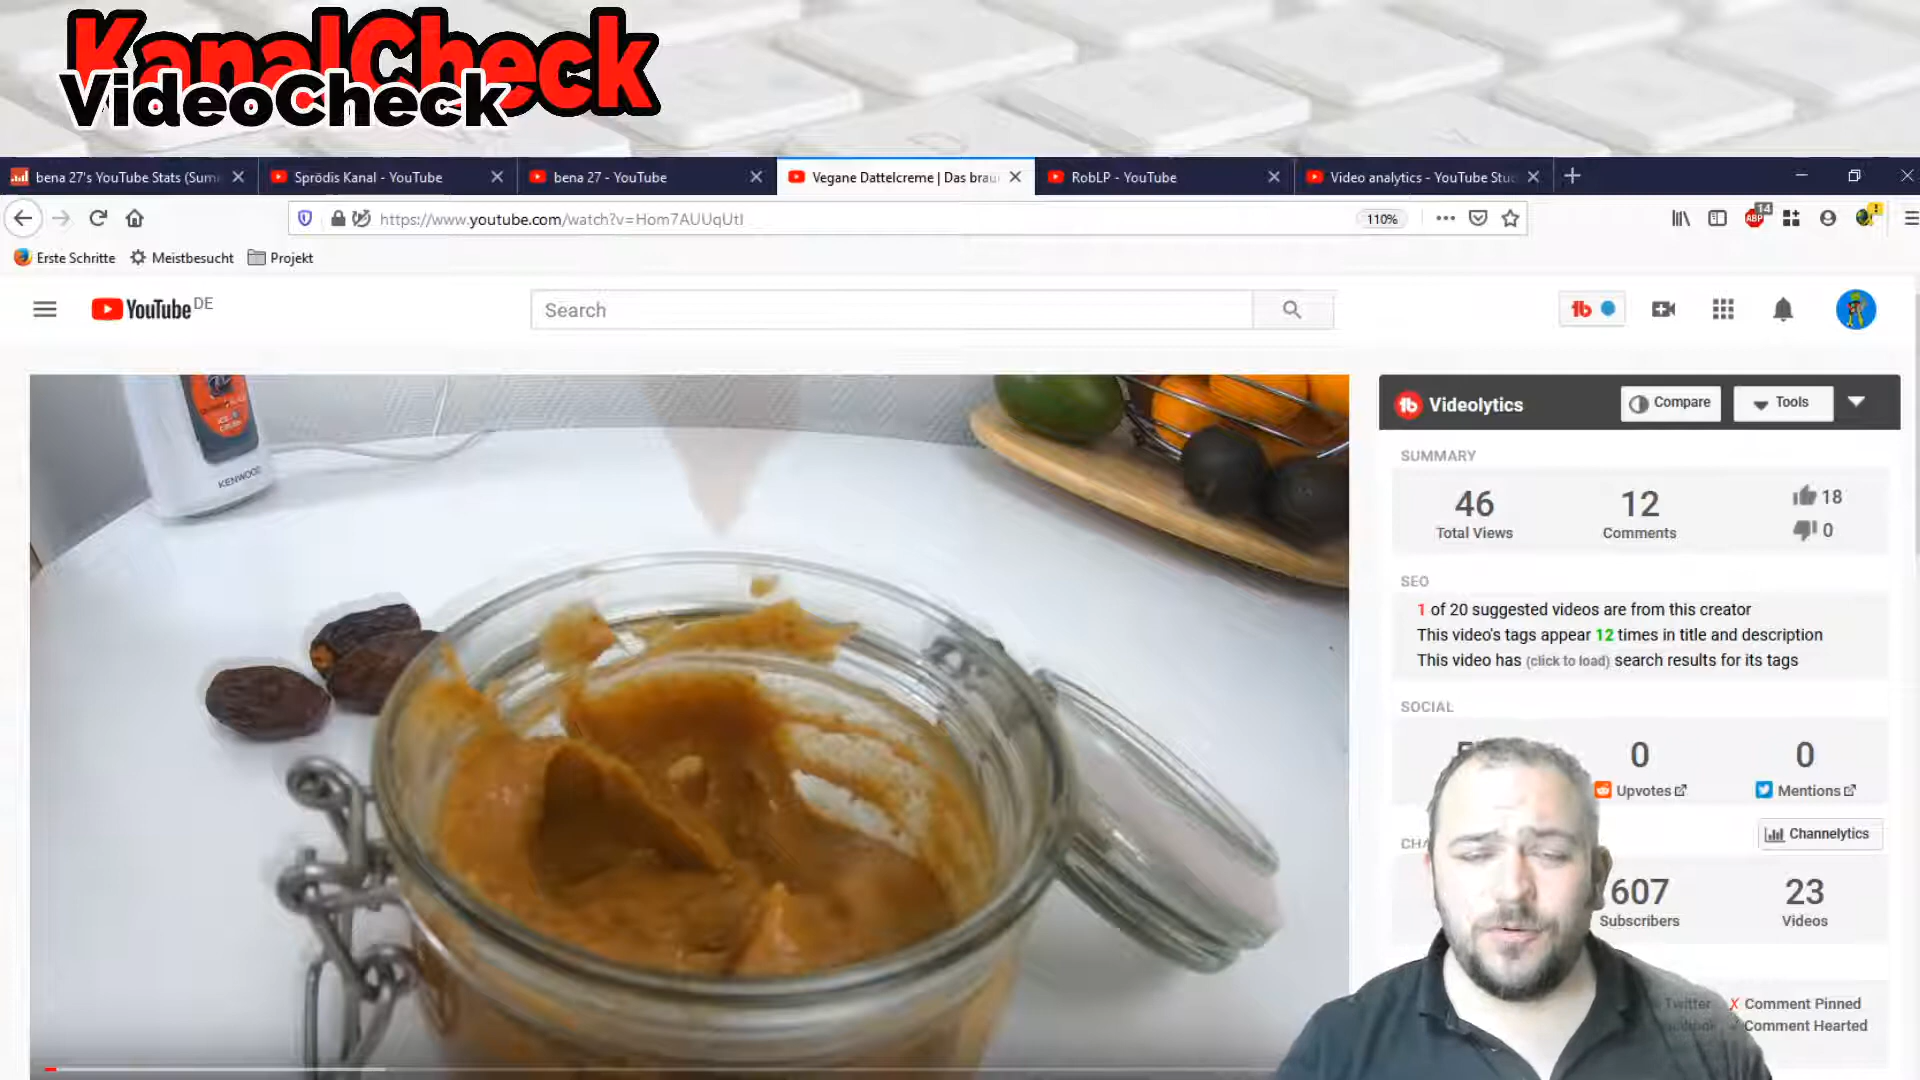 KanalCheck
VideoCheck
bena 27's YouTube Stats (Sum
Sprödis Kanal - YouTube
bena 27 - YouTube
Vegane Dattelcreme | Das brau
RobLP - YouTube
Video analytics - YouTube Stu
https://www.youtube.com/watch?v=Hom7AUUqUtI
110%
ABP
14
Erste Schritte
Meistbesucht
Projekt
YouTube DE
Search
KENWOOD
Videolytics
Compare
Tools
SUMMARY
46
12
18
Total Views
Comments
0
SEO
1 of 20 suggested videos are from this creator
This video's tags appear 12 times in title and description
This video has (click to load) search results for its tags
SOCIAL
0
0
Upvotes
Mentions
Channelytics
607
23
Subscribers
Videos
Twitter
X Comment Pinned
Comment Hearted